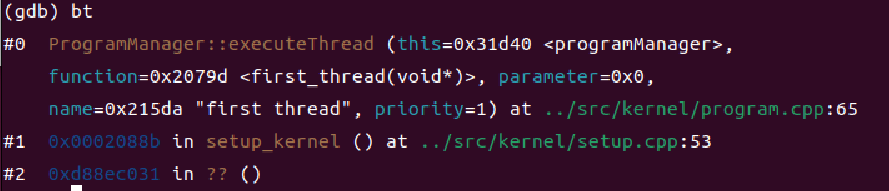 (gdb) bt
#0  ProgramManager::executeThread (this=0x31d40 <programManager>,
    function=0x2079d <first_thread(void*)>, parameter=0x0,
    name=0x215da "first thread", priority=1) at ../src/kernel/program.cpp:65
#1  0x0002088b in setup_kernel () at ../src/kernel/setup.cpp:53
#2  0xd88ec031 in ?? ()